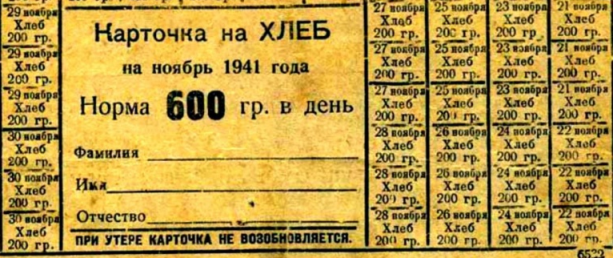 29 ноября
Хлеб
200 гр.
29 ноября
Хлеб
200 гр.
29 ноября
Хлеб
200 гр.
30 ноября
Хлеб
200 гр.
30 ноября
Хлеб
200 гр.
30 ноября
Хлеб
200 гр.
Карточка на ХЛЕБ
на ноябрь 1941 года
Норма 600 гр. в день
Фамилия
Имя
Отчество
ПРИ УТЕРЕ КАРТОЧКА НЕ ВОЗОБНОВЛЯЕТСЯ.
27 ноября 25 ноября 23 ноября 21 ноября
Хлеб Хлеб Хлеб Хлеб
200 гр. 200 гр. 200 гр. 200 гр.
27 ноября 25 ноября 23 ноября 21 ноября
Хлеб Хлеб Хлеб Хлеб
200 гр. 200 гр. 200 гр. 200 гр.
27 ноября 25 ноября 23 ноября 21 ноября
Хлеб Хлеб Хлеб Хлеб
200 гр. 200 гр. 200 гр. 200 гр.
28 ноября 26 ноября 24 ноября 22 ноября
Хлеб Хлеб Хлеб Хлеб
200 гр. 200 гр. 200 гр. 200 гр.
28 ноября 26 ноября 24 ноября 22 ноября
Хлеб Хлеб Хлеб Хлеб
200 гр. 200 гр. 200 гр. 200 гр.
28 ноября 26 ноября 24 ноября 22 ноября
Хлеб Хлеб Хлеб Хлеб
200 гр. 200 гр. 200 гр. 200 гр.